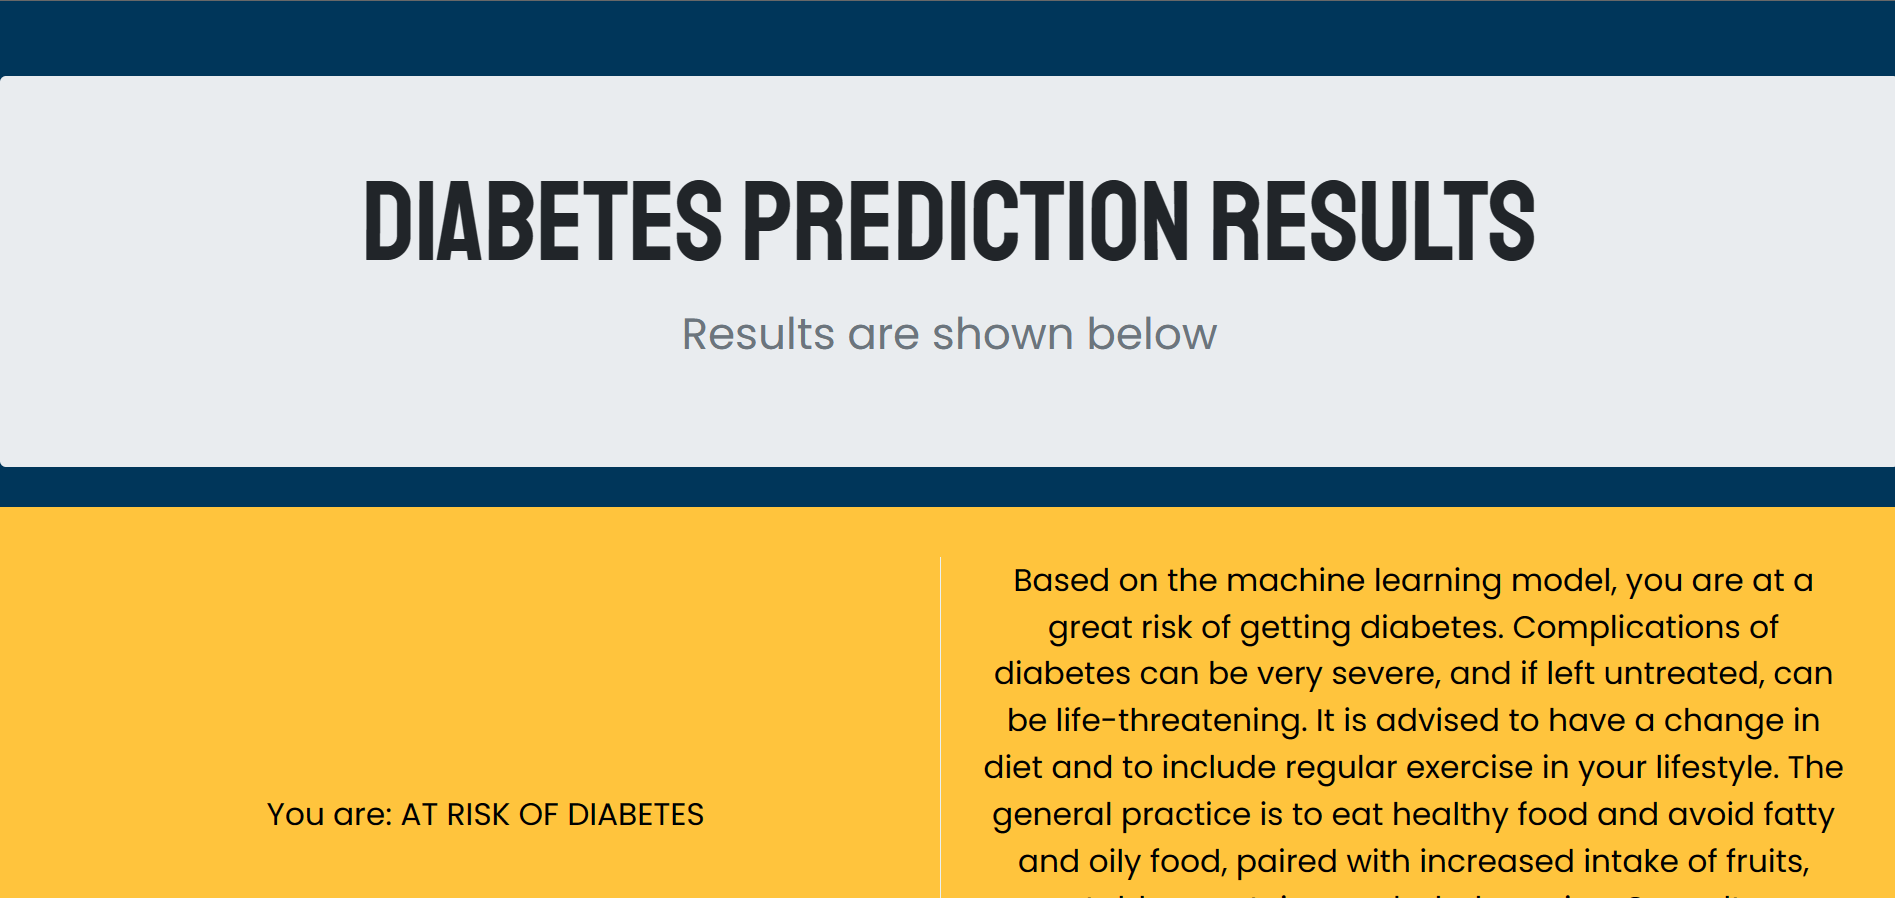 DIABETES PREDICTION RESULTS
Results are shown below
You are: AT RISK OF DIABETES
Based on the machine learning model, you are at a
great risk of getting diabetes. Complications of
diabetes can be very severe, and if left untreated, can
be life-threatening. It is advised to have a change in
diet and to include regular exercise in your lifestyle. The
general practice is to eat healthy food and avoid fatty
and oily food, paired with increased intake of fruits,